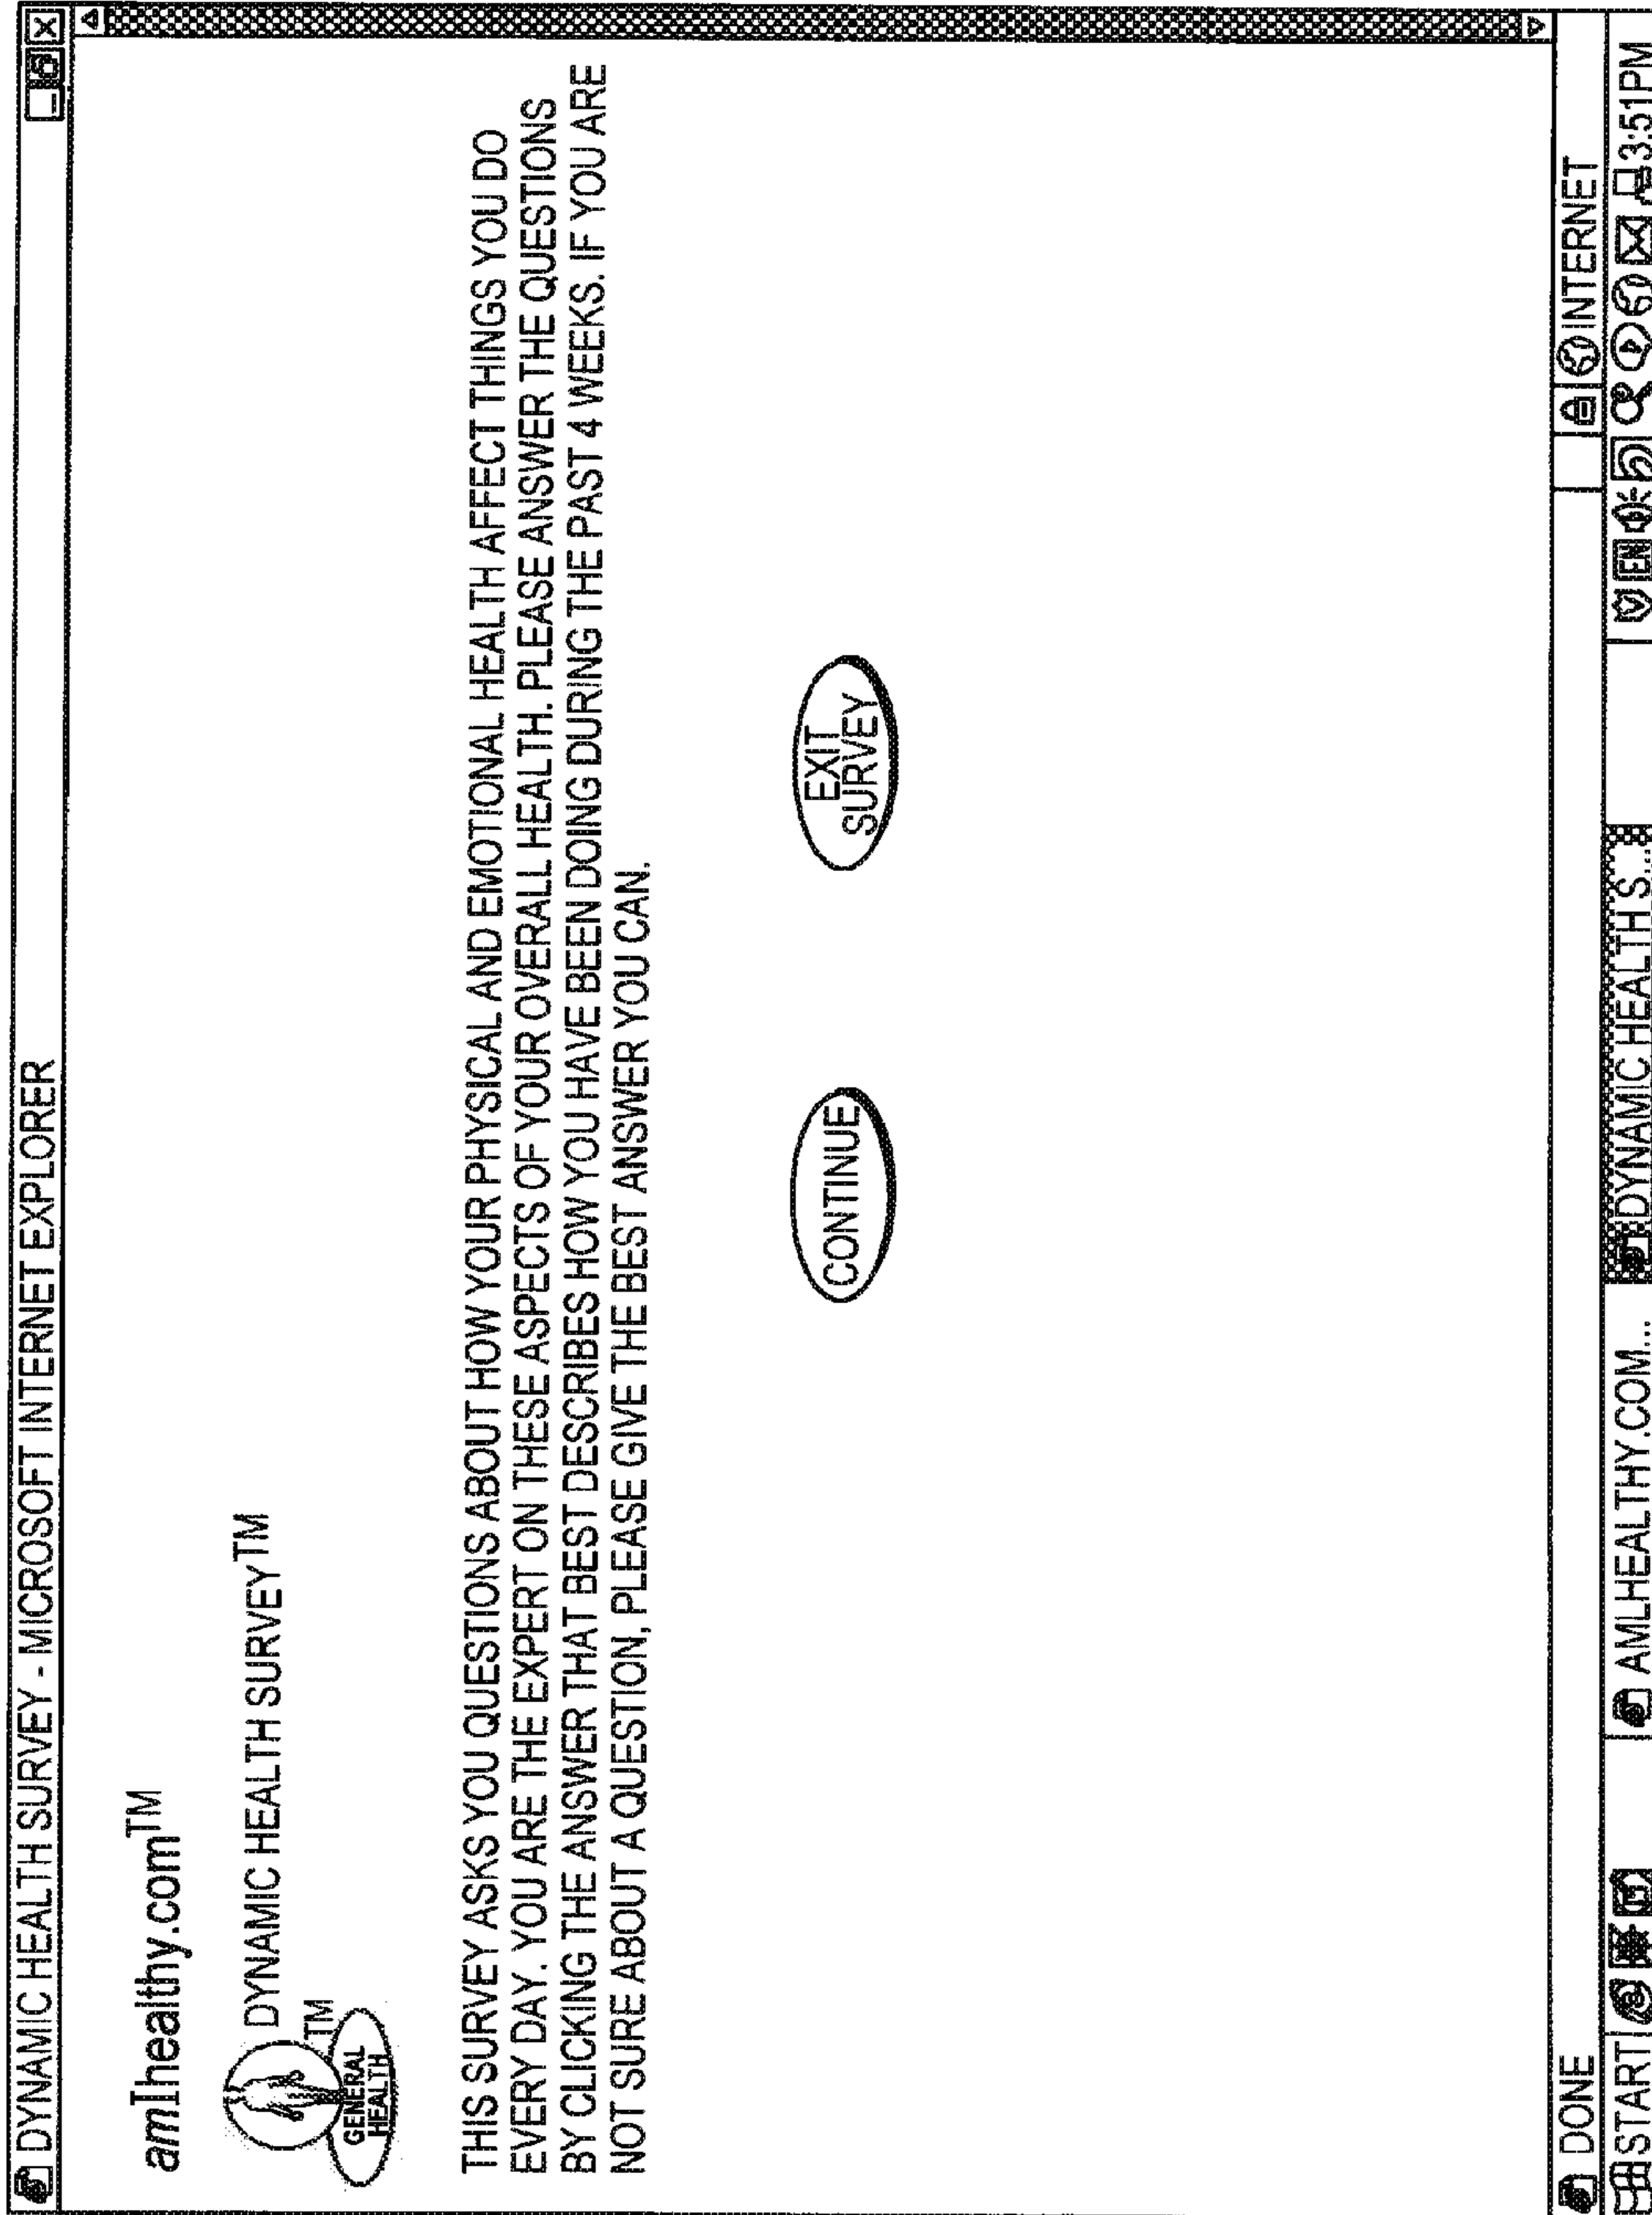 DYNAMIC HEALTH SURVEY - MICROSOFT INTERNET EXPLORER
amIhealthy.com™
DYNAMIC HEALTH SURVEY™
TM
GENERAL
HEALTH
THIS SURVEY ASKS YOU QUESTIONS ABOUT HOW YOUR PHYSICAL AND EMOTIONAL HEALTH AFFECT THINGS YOU DO
EVERY DAY. YOU ARE THE EXPERT ON THESE ASPECTS OF YOUR OVERALL HEALTH. PLEASE ANSWER THE QUESTIONS
BY CLICKING THE ANSWER THAT BEST DESCRIBES HOW YOU HAVE BEEN DOING DURING THE PAST 4 WEEKS. IF YOU ARE
NOT SURE ABOUT A QUESTION, PLEASE GIVE THE BEST ANSWER YOU CAN.
CONTINUE
EXIT
SURVEY
DONE
INTERNET
START
AMLHEALTHY.COM...
DYNAMIC HEALTH S...
EN
3:51PM